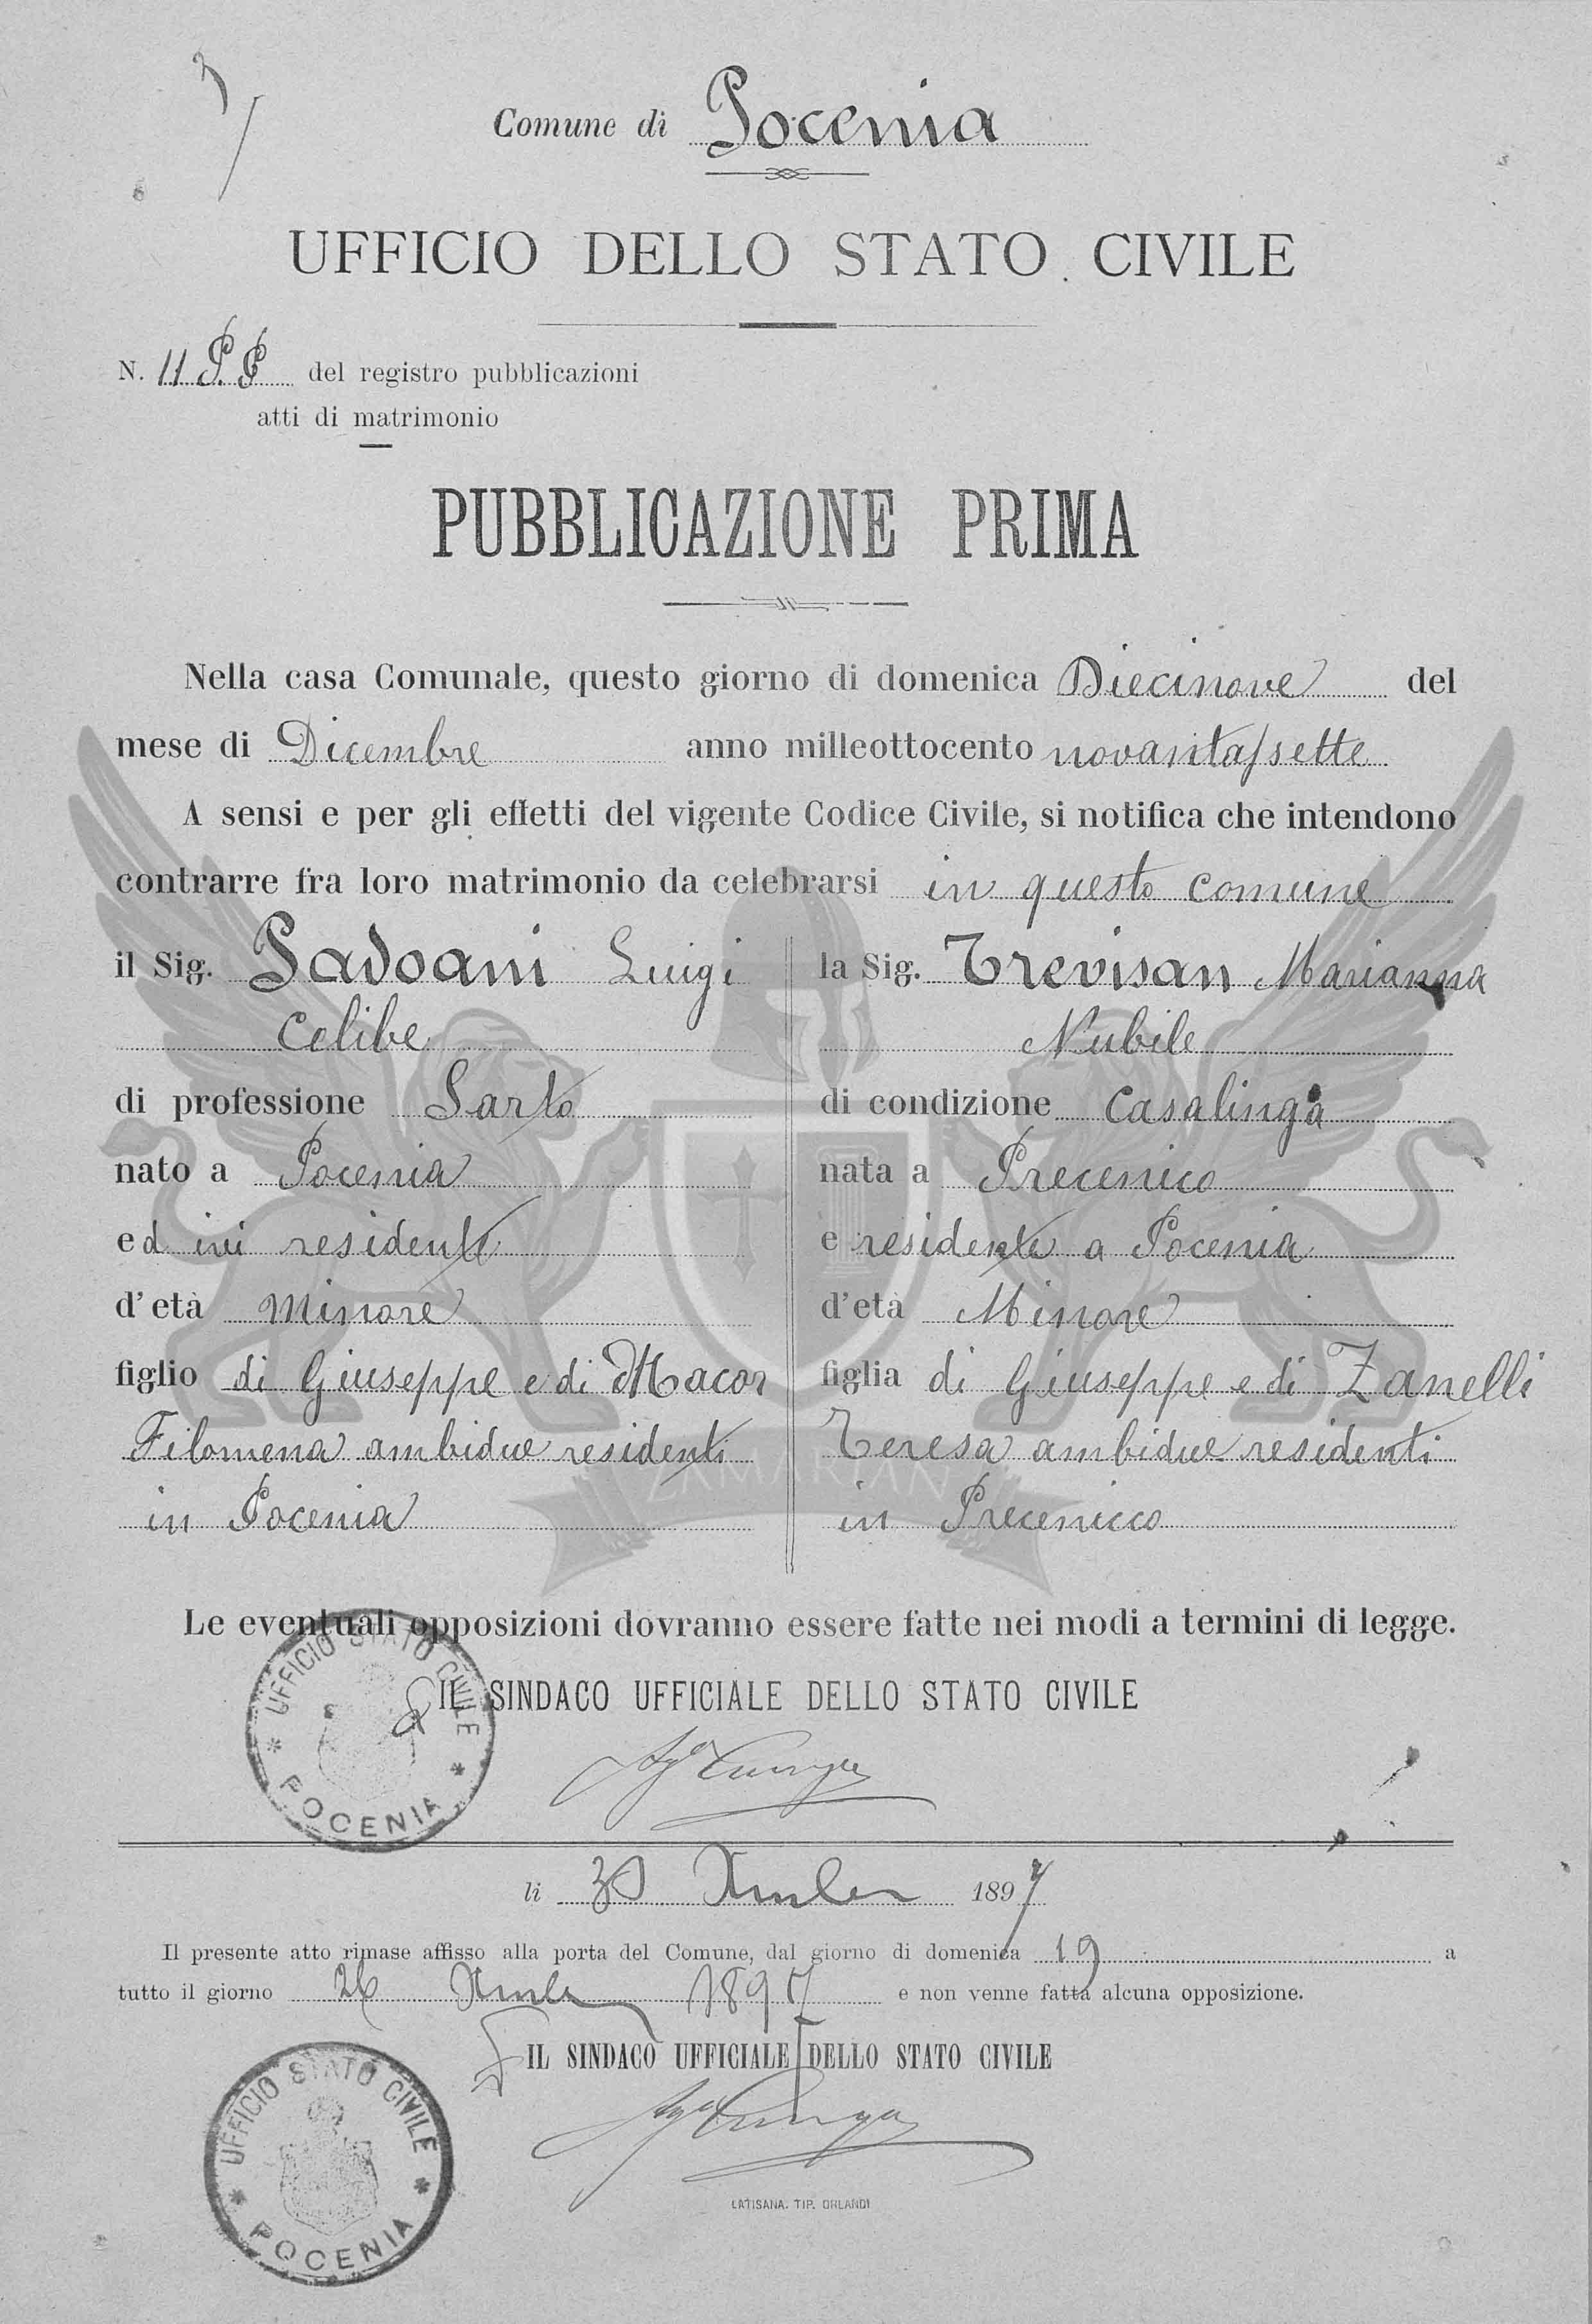 Comune di Pocenia
UFFICIO DELLO STATO CIVILE
N. 11 P. P. del registro pubblicazioni
atti di matrimonio
PUBBLICAZIONE PRIMA
Nella casa Comunale, questo giorno di domenica Diecinove del
mese di Dicembre anno milleottocento novantasette
A sensi e per gli effetti del vigente Codice Civile, si notifica che intendono
contrarre fra loro matrimonio da celebrarsi in questo comune
il Sig. Padoani Luigi
Celibe
di professione Sarto
nato a Pocenia
ed ivi residente
d'età minore
figlio di Giuseppe e di Macor
Filomena ambidue residenti
in Pocenia
la Sig. Trevisan Marianna
Nubile
di condizione Casalinga
nata a Precenico
e residente a Pocenia
d'età Minore
figlia di Giuseppe e di Zanelli
Teresa ambidue residenti
in Precenicco
ZAMARIAN
Le eventuali opposizioni dovranno essere fatte nei modi a termini di legge.
IL SINDACO UFFICIALE DELLO STATO CIVILE
UFFICIO STATO CIVILE
* POCENIA *
li 30 Xmbre 1897
Il presente atto rimase affisso alla porta del Comune, dal giorno di domenica 19 a
tutto il giorno 26 Xmbre 1897 e non venne fatta alcuna opposizione.
IL SINDACO UFFICIALE DELLO STATO CIVILE
UFFICIO STATO CIVILE
* POCENIA *
LATISANA. TIP. ORLANDI